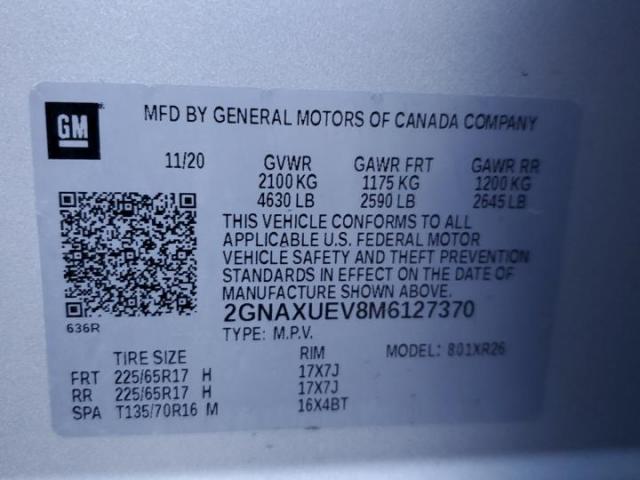 GM
MFD BY GENERAL MOTORS OF CANADA COMPANY
11/20 GVWR GAWR FRT GAWR RR
2100 KG 1175 KG 1200 KG
4630 LB 2590 LB 2645 LB
THIS VEHICLE CONFORMS TO ALL
APPLICABLE U.S. FEDERAL MOTOR
VEHICLE SAFETY AND THEFT PREVENTION
STANDARDS IN EFFECT ON THE DATE OF
MANUFACTURE SHOWN ABOVE.
2GNAXUEV8M6127370
636R
TYPE: M.P.V.
TIRE SIZE RIM MODEL: 801XR26
FRT 225/65R17 H 17X7J
RR 225/65R17 H 17X7J
SPA T135/70R16 M 16X4BT